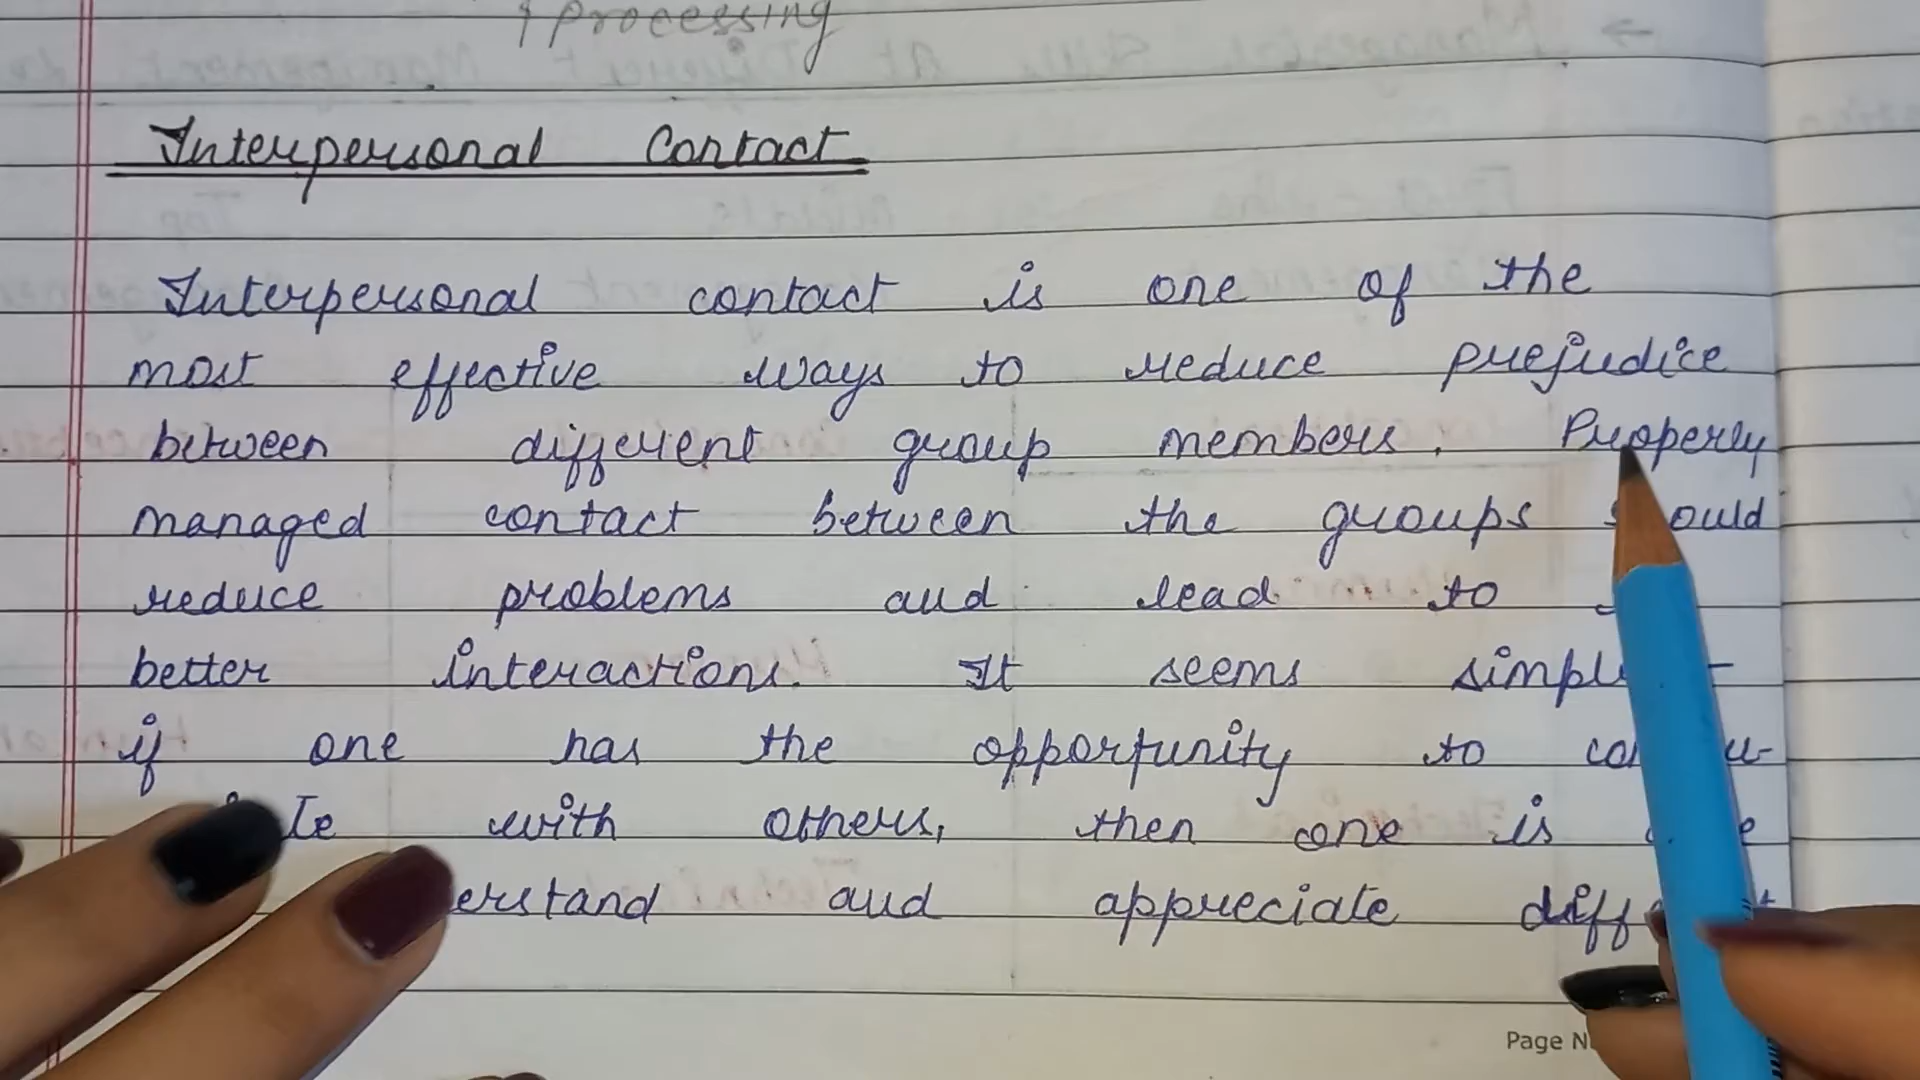 Processing
Interpersonal Contact
Interpersonal contact is one of the
most effective ways to reduce prejudice
between different group members. Properly
managed contact between the groups should
reduce problems and lead to
better interactions. It seems simple -
if one has the opportunity to
with others, then one is
and appreciate
Page